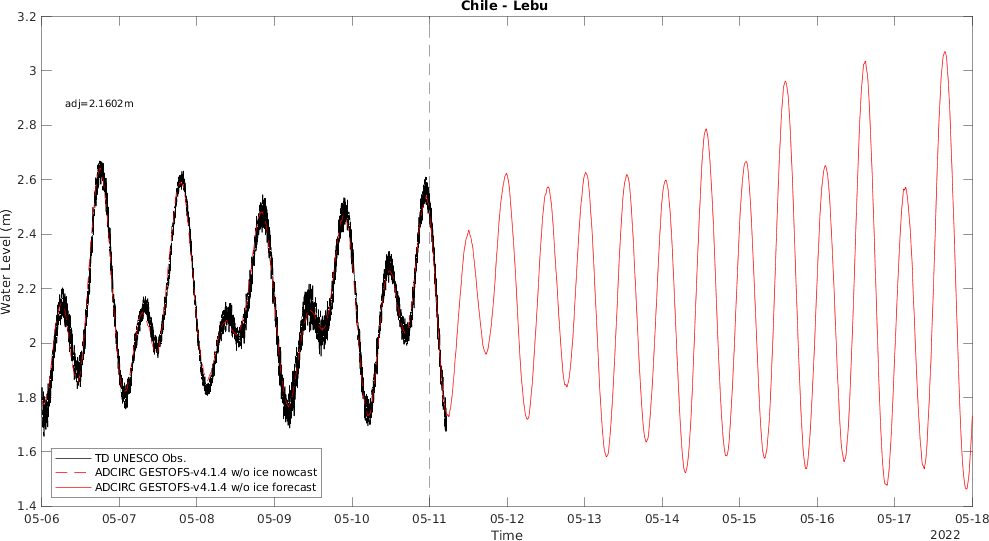 Chile - Lebu
3.2
3
2.8
2.6
2.4
2.2
2
1.8
1.6
1.4
Water Level (m)
adj=2.1602m
TD UNESCO Obs.
ADCIRC GESTOFS-v4.1.4 w/o ice nowcast
ADCIRC GESTOFS-v4.1.4 w/o ice forecast
05-06 05-07 05-08 05-09 05-10 05-11 05-12 05-13 05-14 05-15 05-16 05-17 05-18
Time
2022